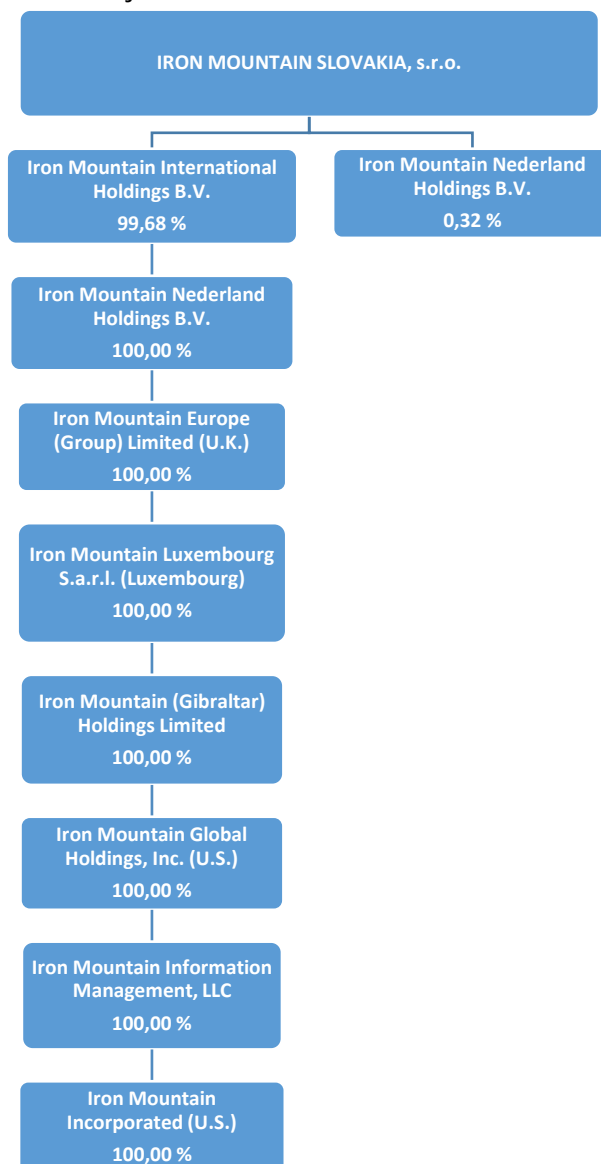 IRON MOUNTAIN SLOVAKIA, s.r.o.
Iron Mountain International
Holdings B.V.
99,68 %
Iron Mountain Nederland
Holdings B.V.
0,32 %
Iron Mountain Nederland
Holdings B.V.
100,00 %
Iron Mountain Europe
(Group) Limited (U.K.)
100,00 %
Iron Mountain Luxembourg
S.a.r.l. (Luxembourg)
100,00 %
Iron Mountain (Gibraltar)
Holdings Limited
100,00 %
Iron Mountain Global
Holdings, Inc. (U.S.)
100,00 %
Iron Mountain Information
Management, LLC
100,00 %
Iron Mountain
Incorporated (U.S.)
100,00 %